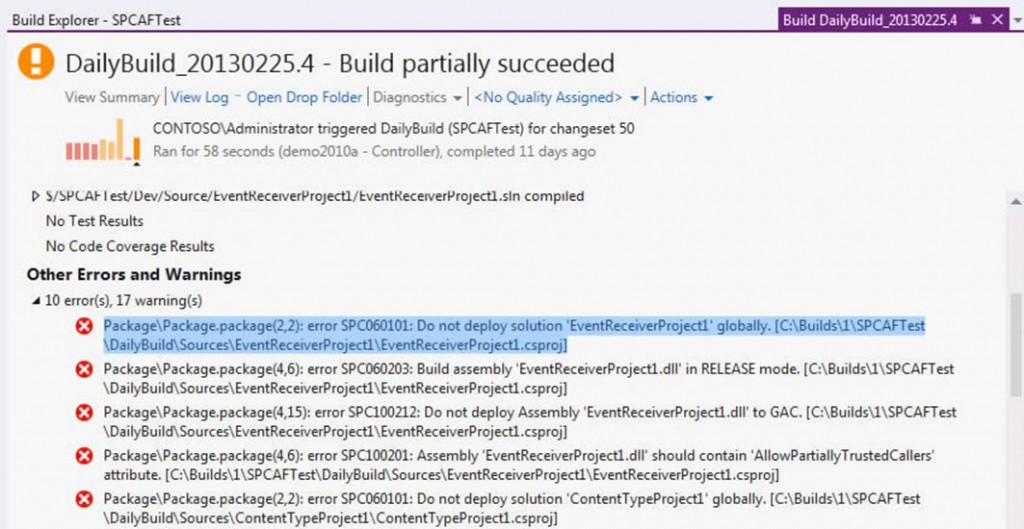 Build Explorer - SPCAFTest
Build DailyBuild_20130225.4
DailyBuild_20130225.4 - Build partially succeeded
View Summary | View Log - Open Drop Folder | Diagnostics | <No Quality Assigned> | Actions
CONTOSO\Administrator triggered DailyBuild (SPCAFTest) for changeset 50
Ran for 58 seconds (demo2010a - Controller), completed 11 days ago
$/SPCAFTest/Dev/Source/EventReceiverProject1/EventReceiverProject1.sln compiled
No Test Results
No Code Coverage Results
Other Errors and Warnings
10 error(s), 17 warning(s)
Package\Package.package(2,2): error SPC060101: Do not deploy solution 'EventReceiverProject1' globally. [C:\Builds\1\SPCAFTest
\DailyBuild\Sources\EventReceiverProject1\EventReceiverProject1.csproj]
Package\Package.package(4,6): error SPC060203: Build assembly 'EventReceiverProject1.dll' in RELEASE mode. [C:\Builds\1\SPCAFTest
\DailyBuild\Sources\EventReceiverProject1\EventReceiverProject1.csproj]
Package\Package.package(4,15): error SPC100212: Do not deploy Assembly 'EventReceiverProject1.dll' to GAC. [C:\Builds\1\SPCAFTest
\DailyBuild\Sources\EventReceiverProject1\EventReceiverProject1.csproj]
Package\Package.package(4,6): error SPC100201: Assembly 'EventReceiverProject1.dll' should contain 'AllowPartiallyTrustedCallers'
attribute. [C:\Builds\1\SPCAFTest\DailyBuild\Sources\EventReceiverProject1\EventReceiverProject1.csproj]
Package\Package.package(2,2): error SPC060101: Do not deploy solution 'ContentTypeProject1' globally. [C:\Builds\1\SPCAFTest
\DailyBuild\Sources\ContentTypeProject1\ContentTypeProject1.csproj]